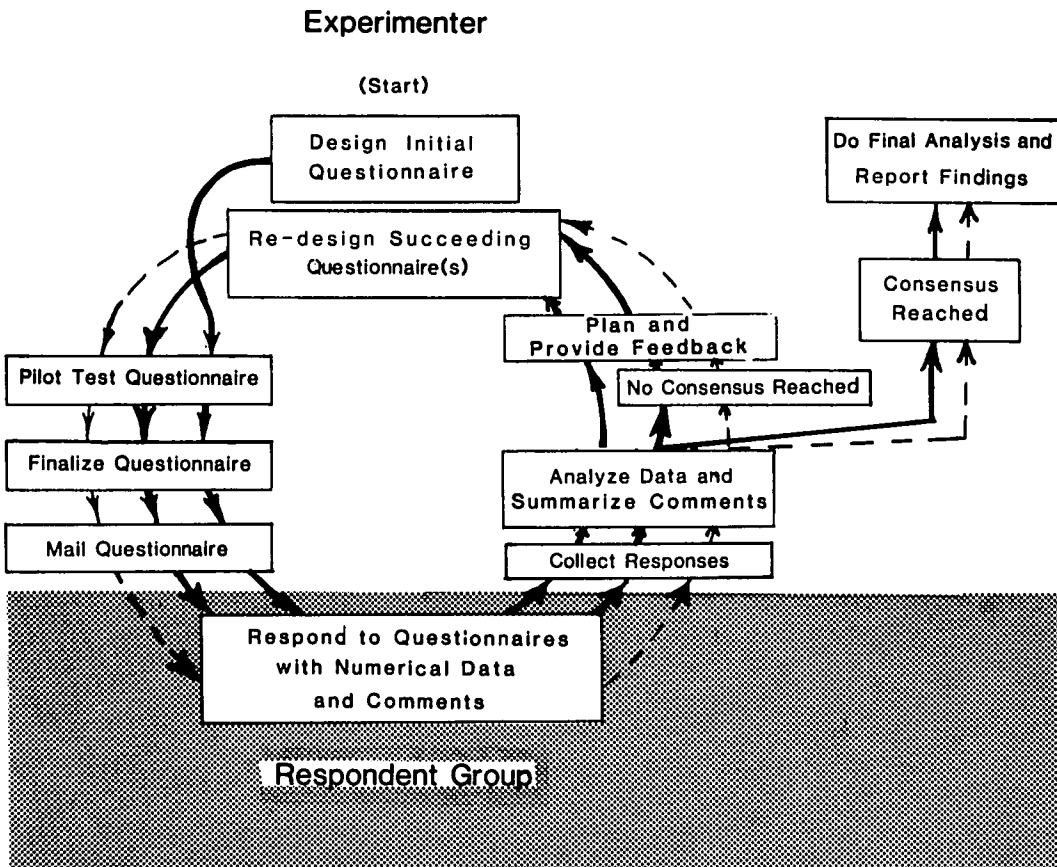 Experimenter
(Start)
Design Initial
Questionnaire
Do Final Analysis and
Report Findings
Re-design Succeeding
Questionnaire(s)
Consensus
Reached
Plan and
Provide Feedback
Pilot Test Questionnaire
No Consensus Reached
Finalize Questionnaire
Analyze Data and
Summarize Comments
Mail Questionnaire
Collect Responses
Respond to Questionnaires
with Numerical Data
and Comments
Respondent Group